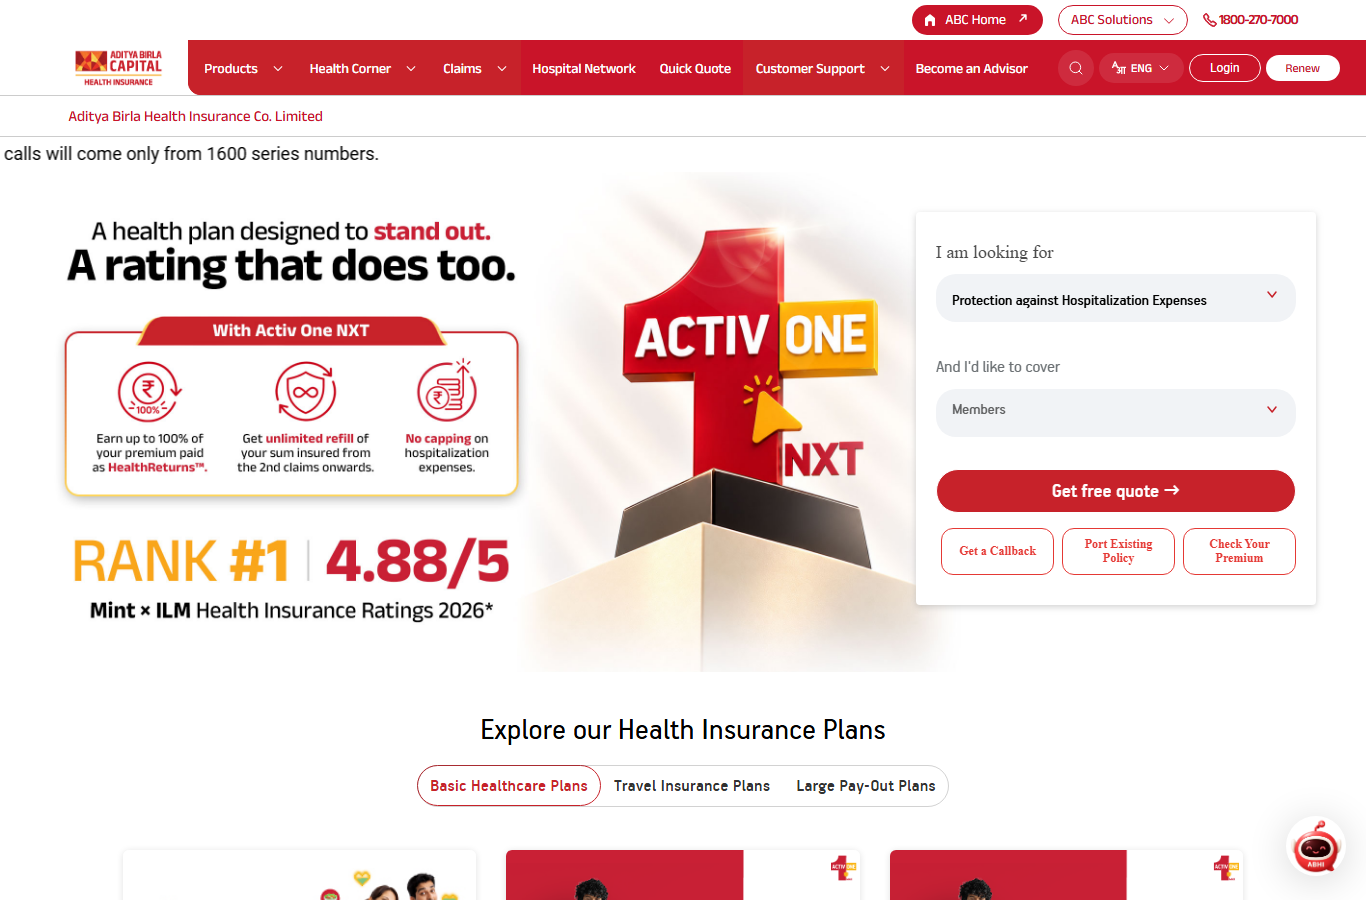 ABC Home
ABC Solutions
1800-270-7000
ADITYA BIRLA
CAPITAL
HEALTH INSURANCE
Products
Health Corner
Claims
Hospital Network
Quick Quote
Customer Support
Become an Advisor
ENG
Login
Renew
Aditya Birla Health Insurance Co. Limited
calls will come only from 1600 series numbers.
A health plan designed to stand out.
A rating that does too.
With Activ One NXT
100%
Earn up to 100% of
your premium paid
as HealthReturns™.
Get unlimited refill of
your sum insured from
the 2nd claims onwards.
No capping on
hospitalization
expenses.
RANK #1 | 4.88/5
Mint × ILM Health Insurance Ratings 2026*
ACTIV ONE
NXT
I am looking for
Protection against Hospitalization Expenses
And I'd like to cover
Members
Get free quote →
Get a Callback
Port Existing
Policy
Check Your
Premium
Explore our Health Insurance Plans
Basic Healthcare Plans
Travel Insurance Plans
Large Pay-Out Plans
ACTIV ONE
ACTIV ONE
ABHI